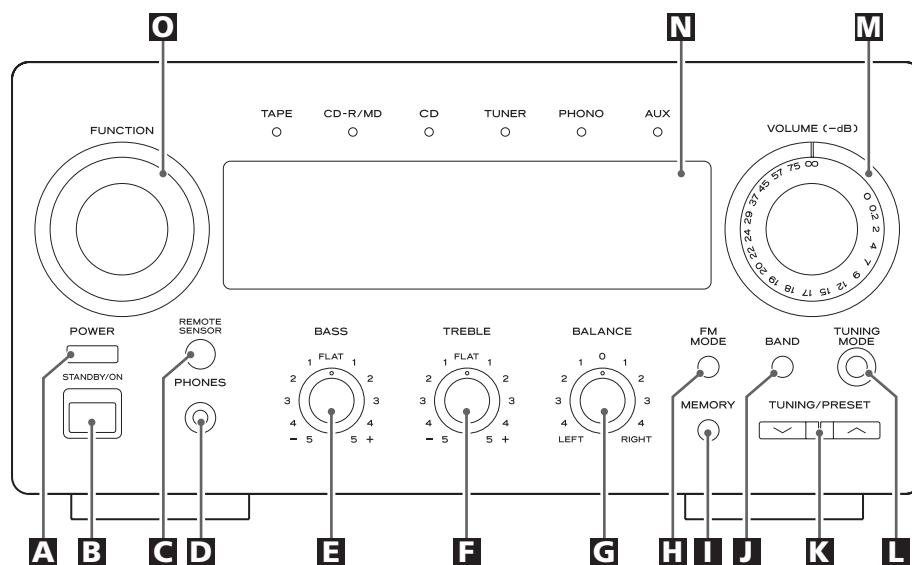 O N M
TAPE CD-R/MD CD TUNER PHONO AUX
FUNCTION VOLUME (–dB)
∞ 75 57 45 37 29 24 22 20 19 18 17 15 12 9 7 4 2 0.2 0
POWER
REMOTE
SENSOR
BASS TREBLE BALANCE
FM
MODE
BAND
TUNING
MODE
STANDBY/ON
PHONES
FLAT FLAT 0
1 1 1 1 1 1
2 2 2 2 2 2
3 3 3 3 3 3
4 4 4 4 4 4
– 5 5 + – 5 5 + LEFT RIGHT
MEMORY TUNING/PRESET
A B C D E F G H I J K L